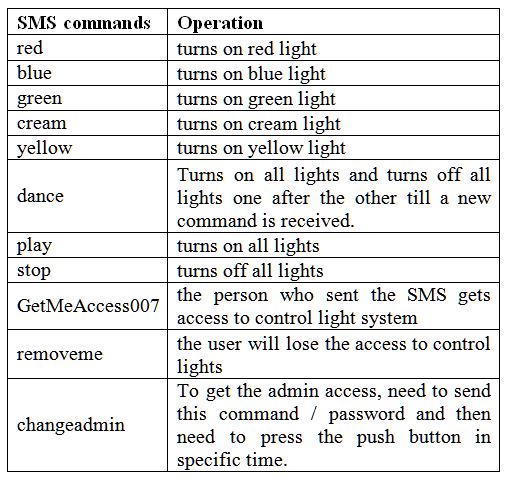 SMS commands Operation
red turns on red light
blue turns on blue light
green turns on green light
cream turns on cream light
yellow turns on yellow light
dance Turns on all lights and turns off all
lights one after the other till a new
command is received.
play turns on all lights
stop turns off all lights
GetMeAccess007 the person who sent the SMS gets
access to control light system
removeme the user will lose the access to control
lights
changeadmin To get the admin access, need to send
this command / password and then
need to press the push button in
specific time.